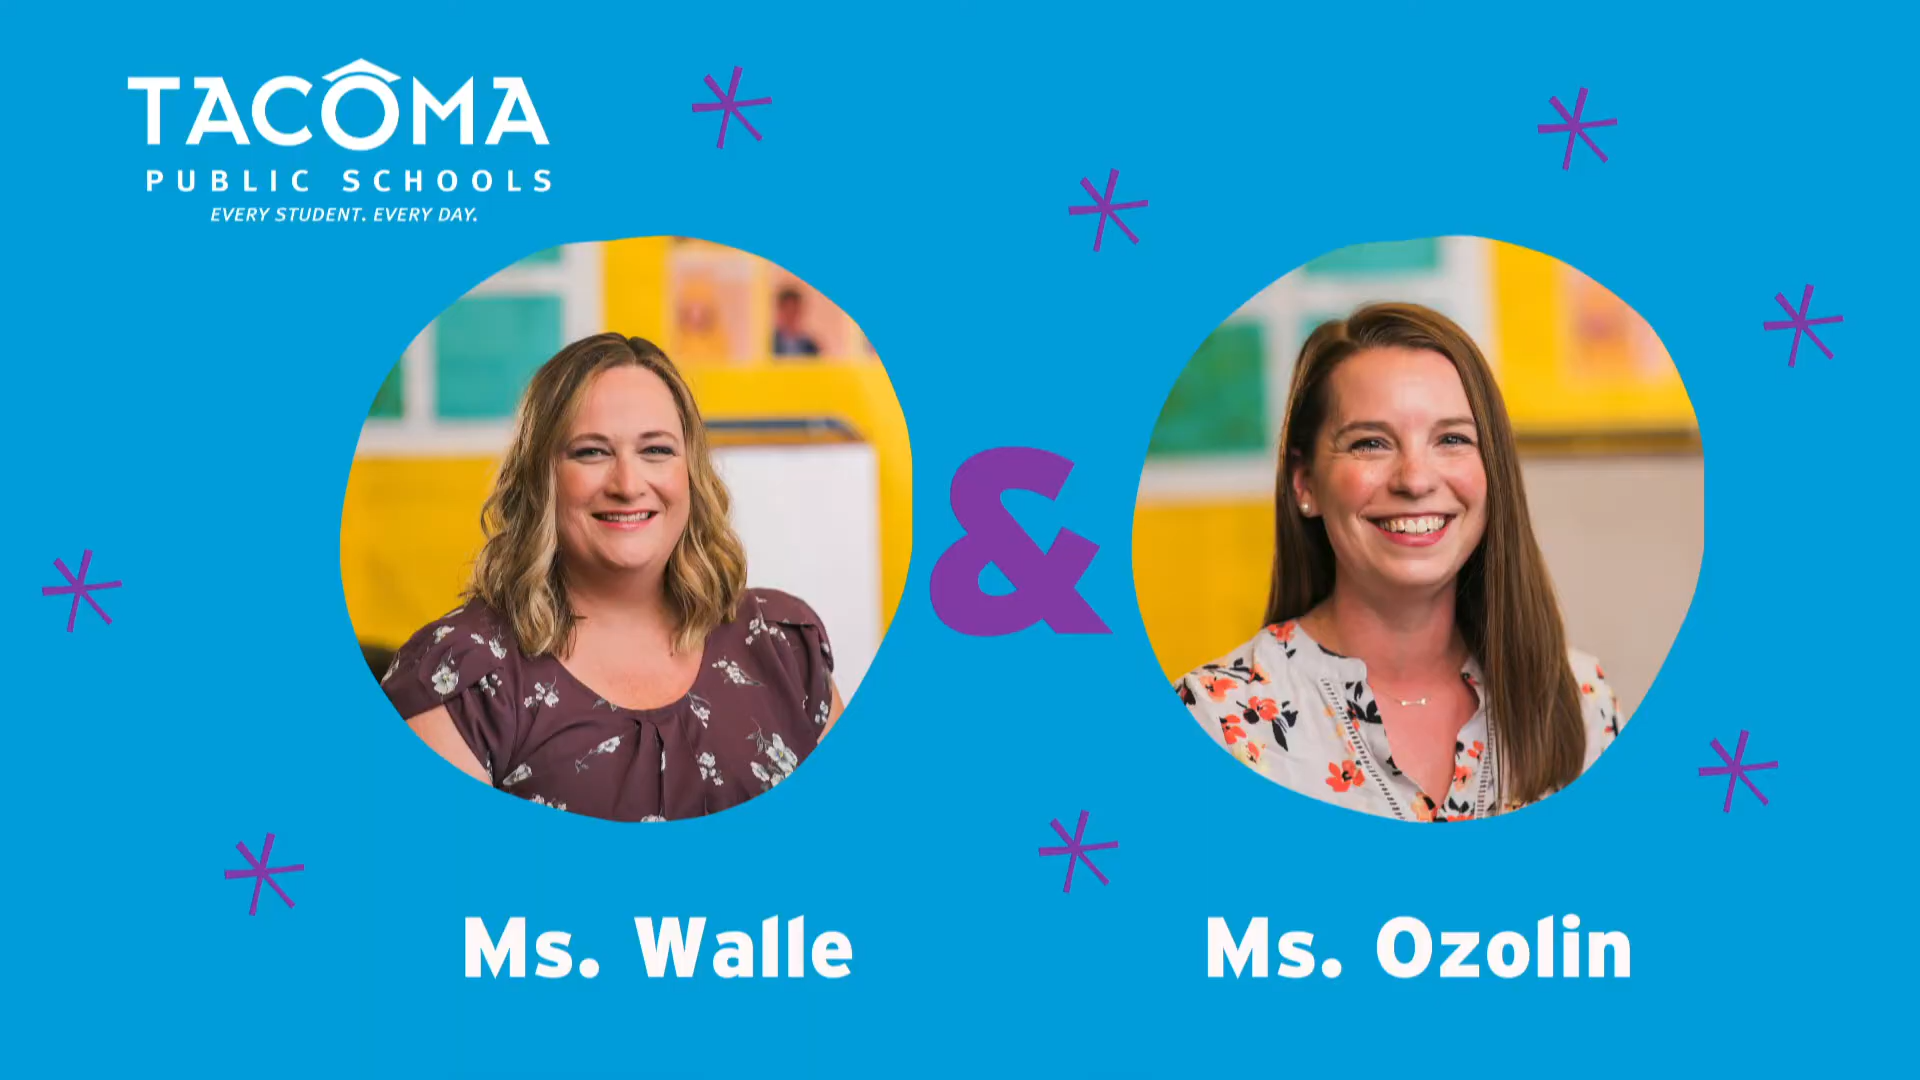 TACOMA
PUBLIC SCHOOLS
EVERY STUDENT. EVERY DAY.
&
Ms. Walle
Ms. Ozolin